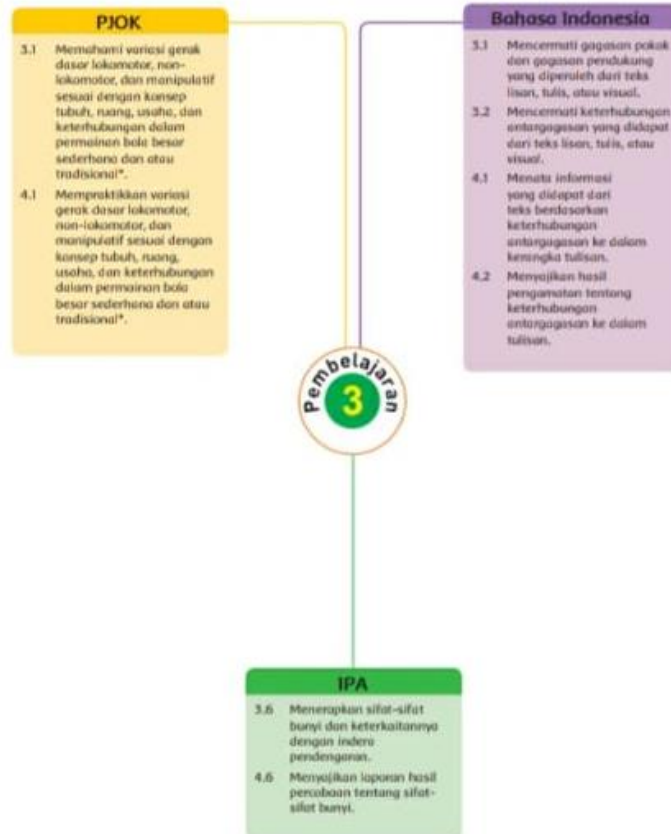 PJOK
3.1 Memahami variasi gerak
dasar lokomotor, non-
lokomotor, dan manipulatif
sesuai dengan konsep
tubuh, ruang, usaha, dan
keterhubungan dalam
permainan bola besar
sederhana dan atau
tradisional*.
4.1 Mempraktikkan variasi
gerak dasar lokomotor,
non-lokomotor, dan
manipulatif sesuai dengan
konsep tubuh, ruang,
usaha, dan keterhubungan
dalam permainan bola
besar sederhana dan atau
tradisional*.
Bahasa Indonesia
3.1 Mencermati gagasan pokok
dan gagasan pendukung
yang diperoleh dari teks
lisan, tulis, atau visual.
3.2 Mencermati keterhubungan
antargagasan yang didapat
dari teks lisan, tulis, atau
visual.
4.1 Menata informasi
yang didapat dari
teks berdasarkan
keterhubungan
antargagasan ke dalam
kerangka tulisan.
4.2 Menyajikan hasil
pengamatan tentang
keterhubungan
antargagasan ke dalam
tulisan.
Pembelajaran
3
IPA
3.6 Menerapkan sifat-sifat
bunyi dan keterkaitannya
dengan indera
pendengaran.
4.6 Menyajikan laporan hasil
percobaan tentang sifat-
sifat bunyi.